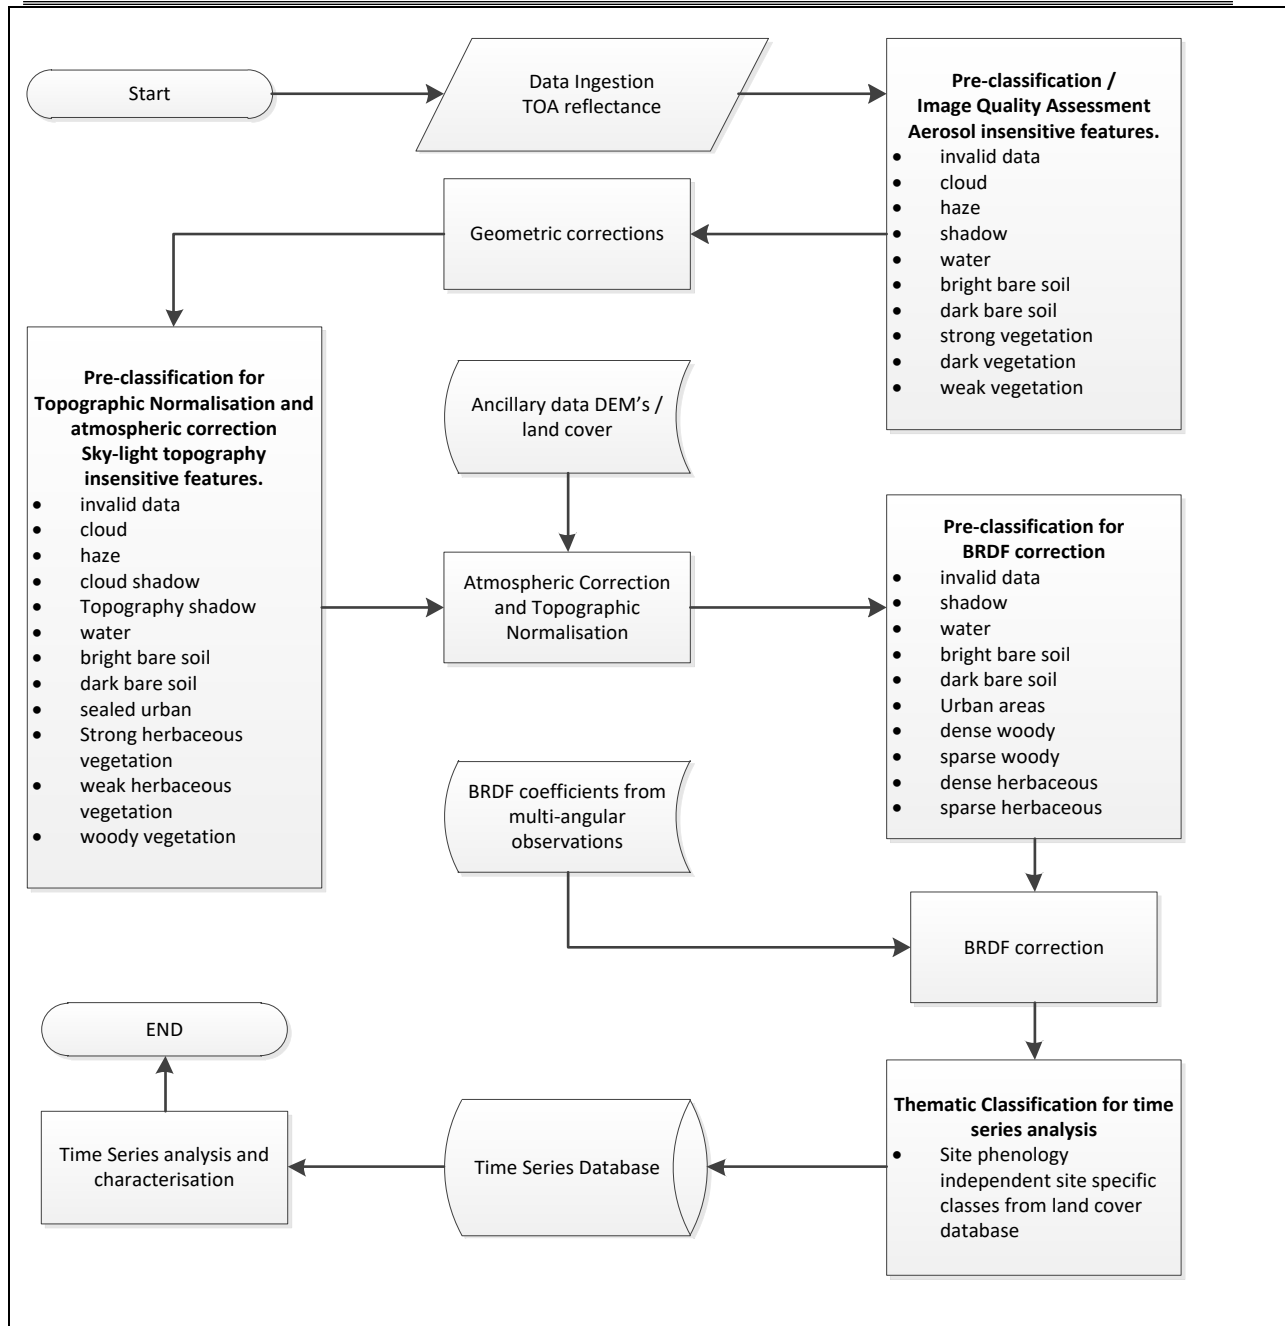 Start
Data Ingestion
TOA reflectance
Pre-classification /
Image Quality Assessment
Aerosol insensitive features.
• invalid data
• cloud
• haze
• shadow
• water
• bright bare soil
• dark bare soil
• strong vegetation
• dark vegetation
• weak vegetation
Geometric corrections
Pre-classification for
Topographic Normalisation and
atmospheric correction
Sky-light topography
insensitive features.
• invalid data
• cloud
• haze
• cloud shadow
• Topography shadow
• water
• bright bare soil
• dark bare soil
• sealed urban
• Strong herbaceous
vegetation
• weak herbaceous
vegetation
• woody vegetation
Ancillary data DEM's /
land cover
Atmospheric Correction
and Topographic
Normalisation
Pre-classification for
BRDF correction
• invalid data
• shadow
• water
• bright bare soil
• dark bare soil
• Urban areas
• dense woody
• sparse woody
• dense herbaceous
• sparse herbaceous
BRDF coefficients from
multi-angular
observations
BRDF correction
Thematic Classification for time
series analysis
• Site phenology
independent site specific
classes from land cover
database
Time Series Database
Time Series analysis and
characterisation
END